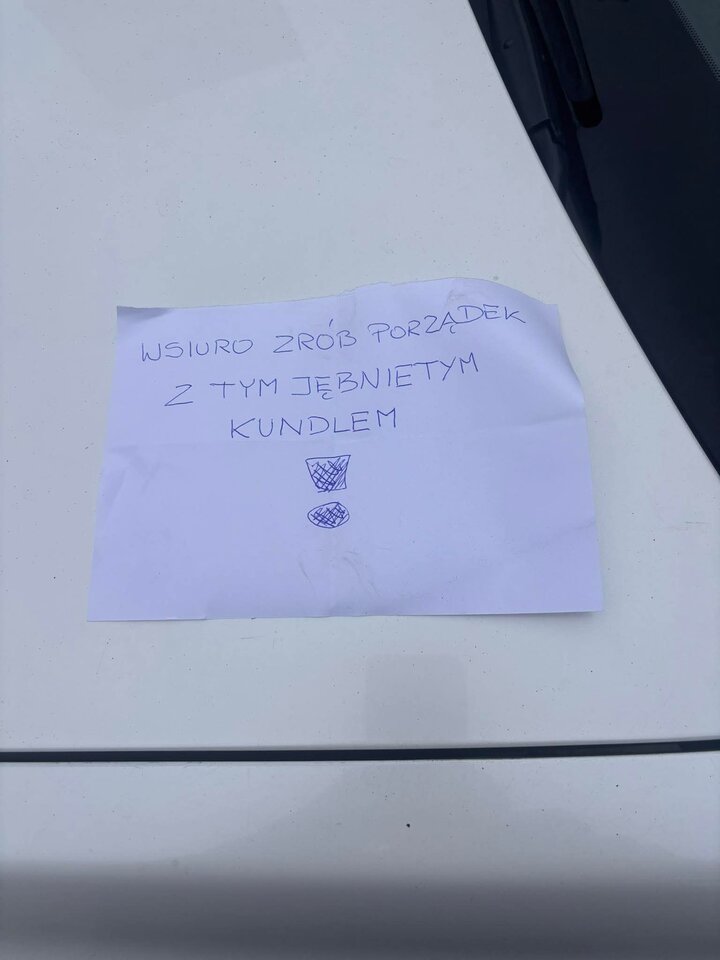 WSIURO ZRÓB PORZĄDEK
Z TYM JĘBNIETYM
KUNDLEM
!